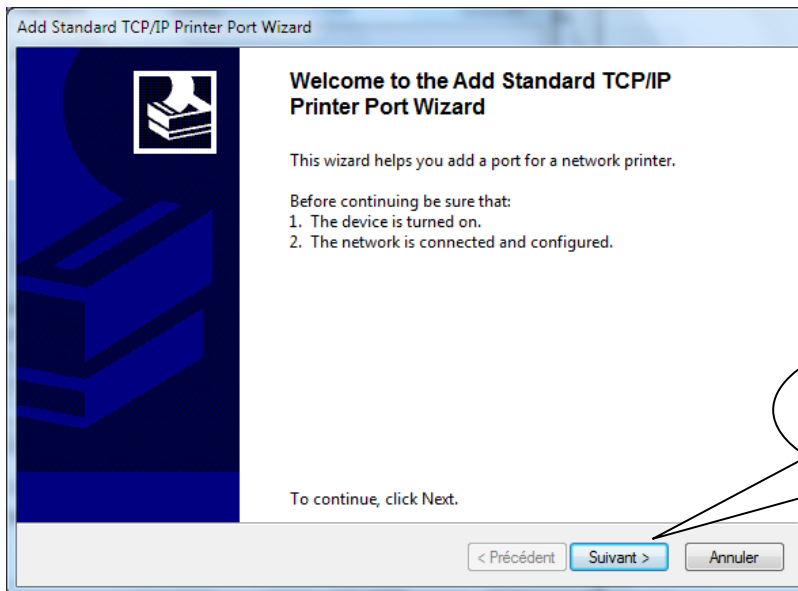 Add Standard TCP/IP Printer Port Wizard
Welcome to the Add Standard TCP/IP
Printer Port Wizard
This wizard helps you add a port for a network printer.
Before continuing be sure that:
1. The device is turned on.
2. The network is connected and configured.
To continue, click Next.
< Précédent Suivant > Annuler